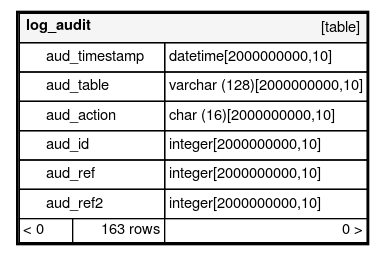 log_audit [table]
aud_timestamp datetime[2000000000,10]
aud_table varchar (128)[2000000000,10]
aud_action char (16)[2000000000,10]
aud_id integer[2000000000,10]
aud_ref integer[2000000000,10]
aud_ref2 integer[2000000000,10]
< 0 163 rows 0 >